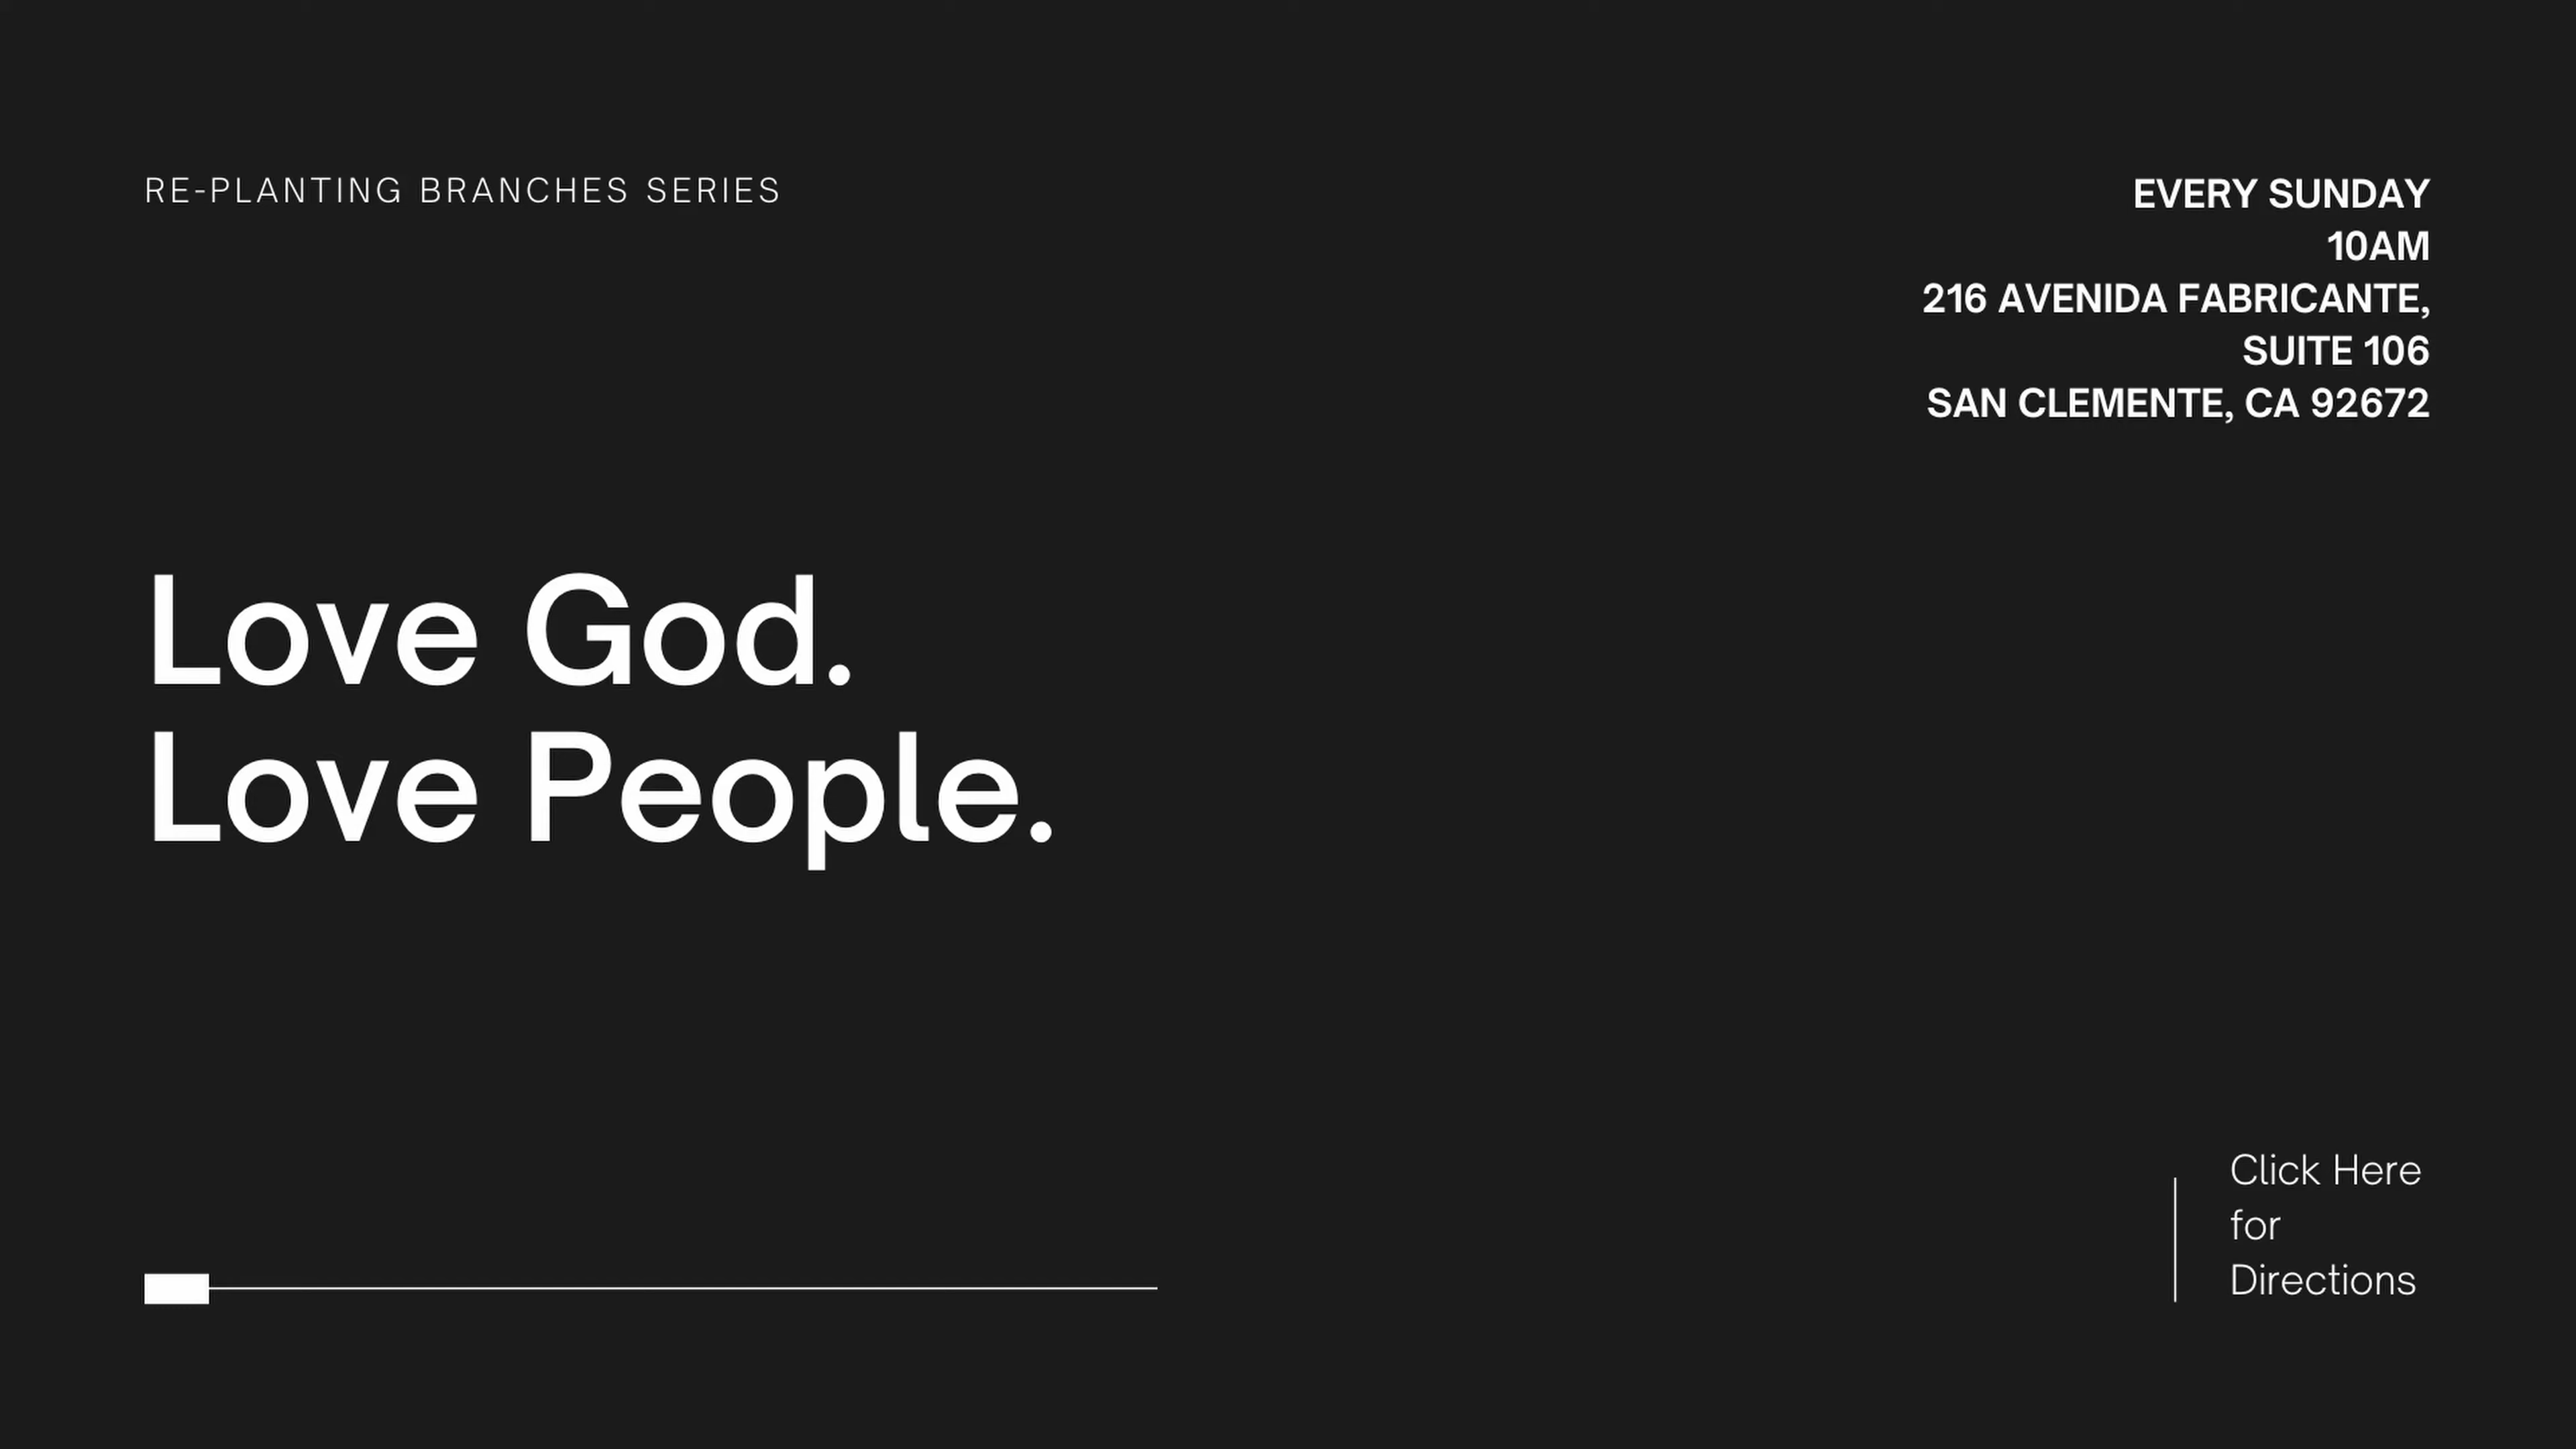 RE-PLANTING BRANCHES SERIES
EVERY SUNDAY
10AM
216 AVENIDA FABRICANTE,
SUITE 106
SAN CLEMENTE, CA 92672
Love God.
Love People.
Click Here
for
Directions